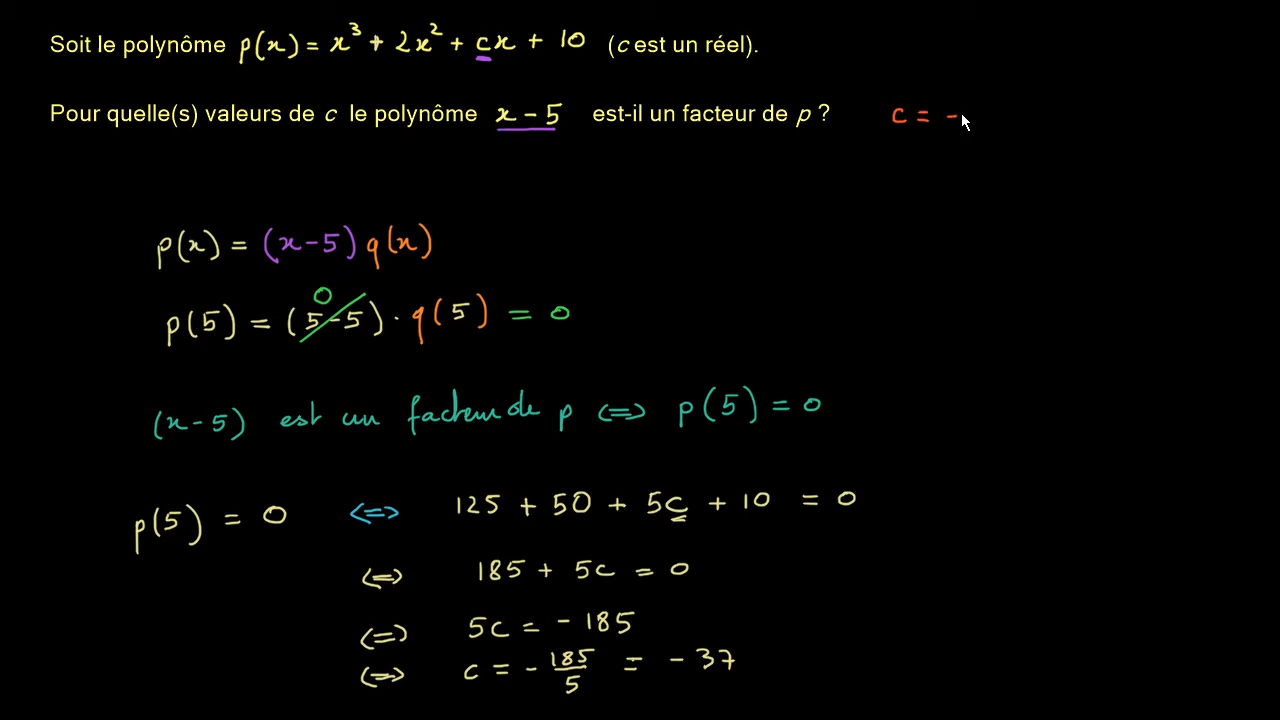 Soit le polynôme p(x) = x³ + 2x² + cx + 10 (c est un réel).
Pour quelle(s) valeurs de c le polynôme x - 5 est-il un facteur de p ? c = -
p(x) = (x-5) q(x)
0
p(5) = (5-5) · q(5) = 0
(x-5) est un facteur de p <=> p(5) = 0
p(5) = 0 <=> 125 + 50 + 5c + 10 = 0
<=> 185 + 5c = 0
<=> 5c = - 185
<=> c = - 185/5 = - 37